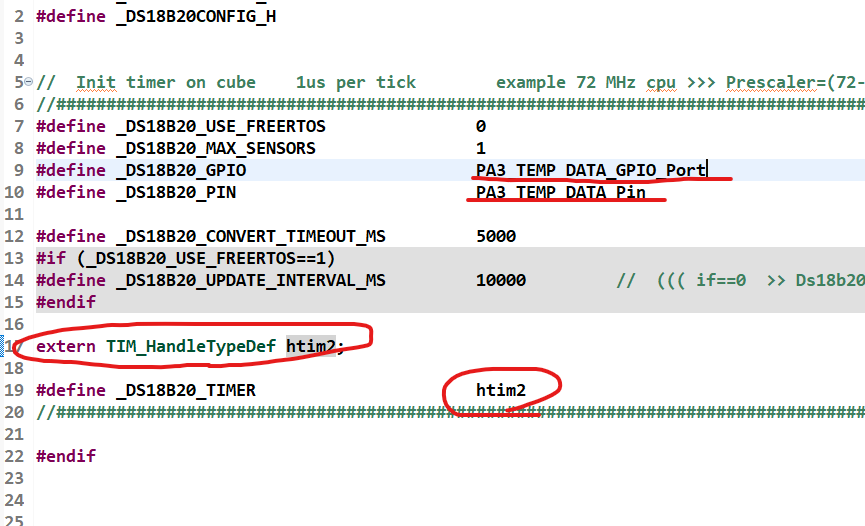 2 #define _DS18B20CONFIG_H
3
4
5 // Init timer on cube 1us per tick example 72 MHz cpu >>> Prescaler=(72-
6 //###################################################################################
7 #define _DS18B20_USE_FREERTOS 0
8 #define _DS18B20_MAX_SENSORS 1
9 #define _DS18B20_GPIO PA3_TEMP_DATA_GPIO_Port
10 #define _DS18B20_PIN PA3_TEMP_DATA_Pin
11
12 #define _DS18B20_CONVERT_TIMEOUT_MS 5000
13 #if (_DS18B20_USE_FREERTOS==1)
14 #define _DS18B20_UPDATE_INTERVAL_MS 10000 // ((( if==0 >> Ds18b20
15 #endif
16
17 extern TIM_HandleTypeDef htim2;
18
19 #define _DS18B20_TIMER htim2
20 //###################################################################################
21
22 #endif
23
24
25